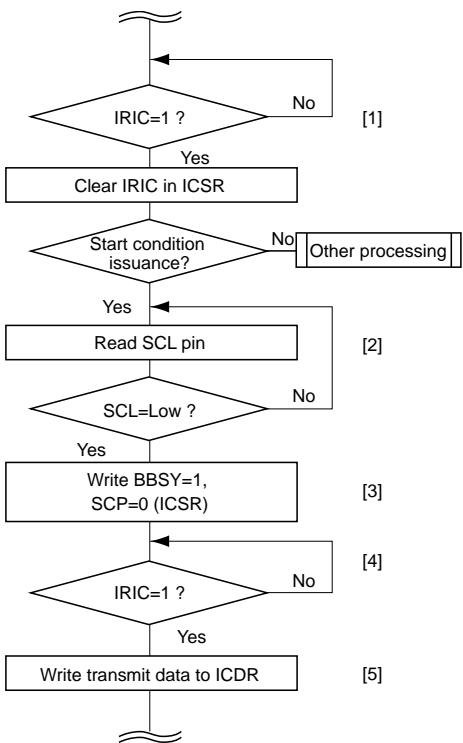 IRIC=1 ?
No
[1]
Yes
Clear IRIC in ICSR
Start condition
issuance?
No
Other processing
Yes
Read SCL pin
[2]
SCL=Low ?
No
Yes
Write BBSY=1,
SCP=0 (ICSR)
[3]
[4]
IRIC=1 ?
No
Yes
Write transmit data to ICDR
[5]